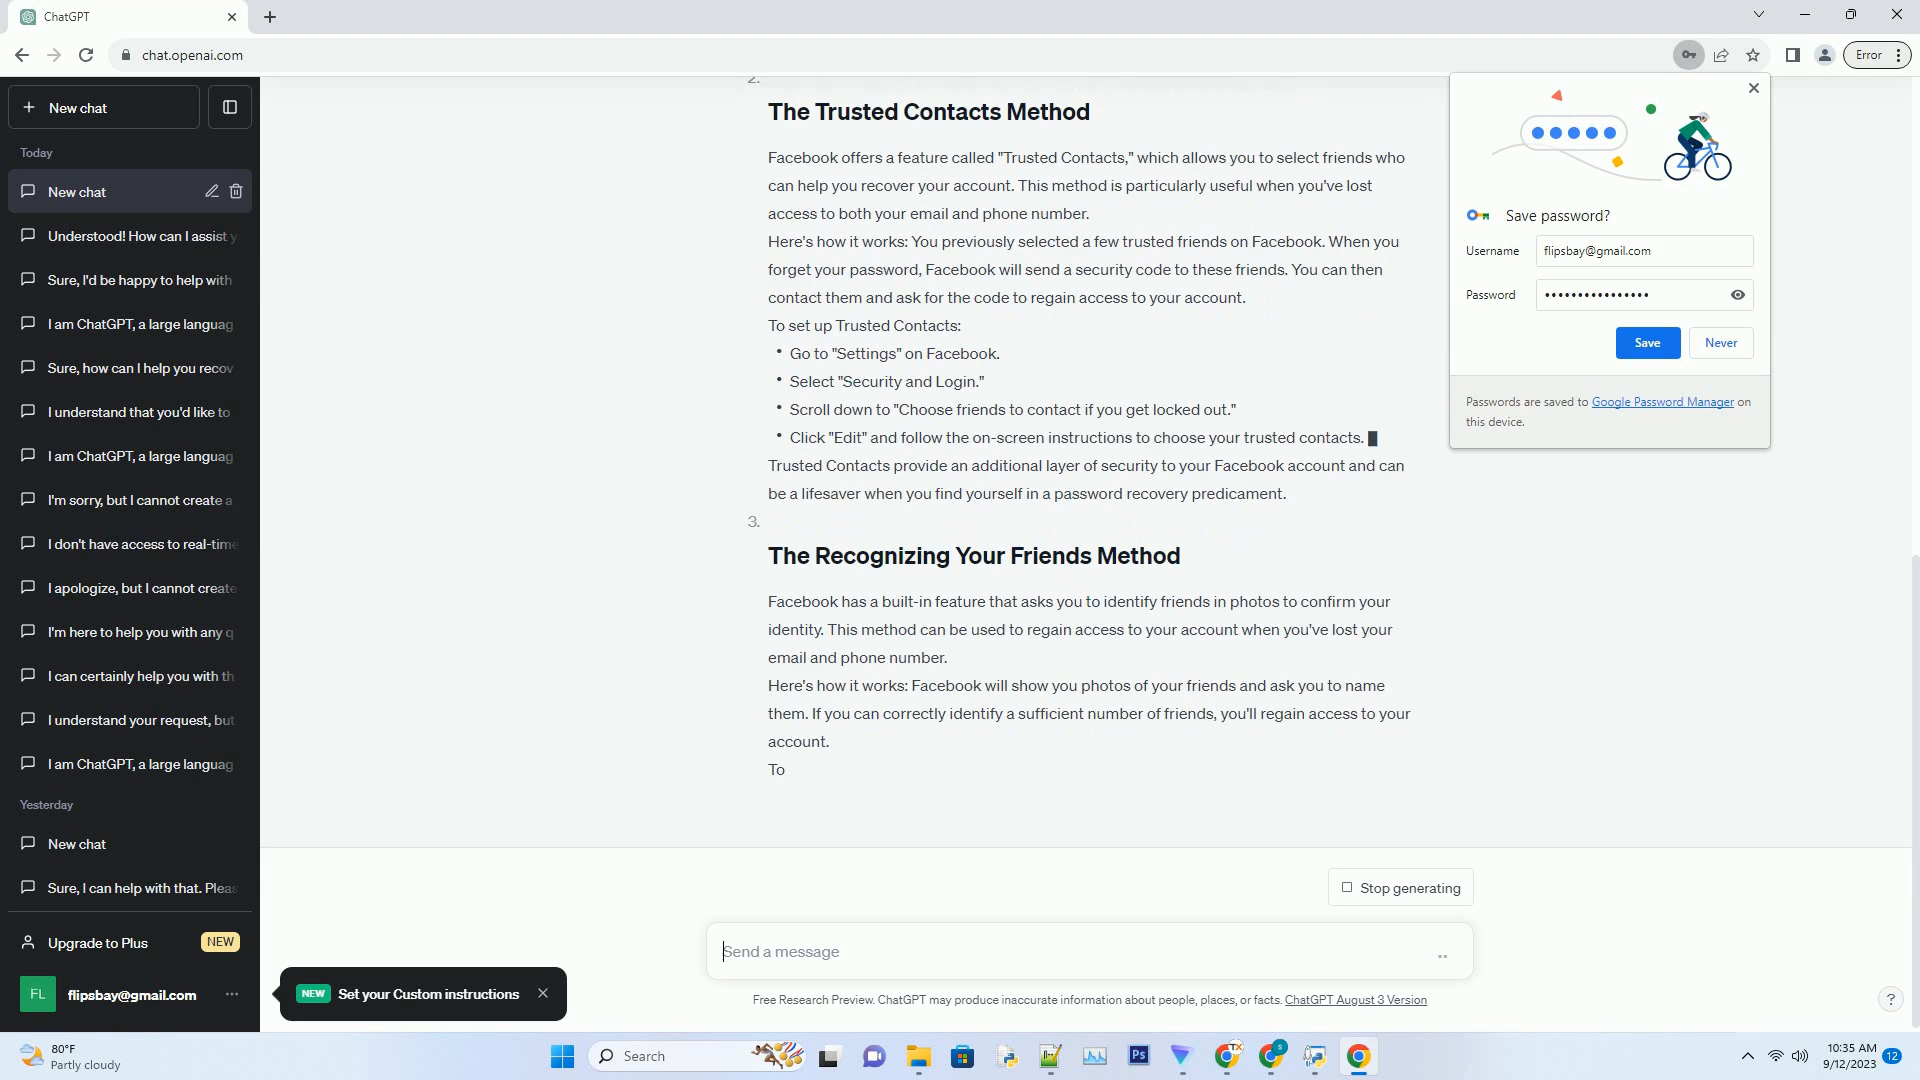 ChatGPT
chat.openai.com
Error
New chat
Today
New chat
Understood! How can I assist y
Sure, I'd be happy to help with
I am ChatGPT, a large languag
Sure, how can I help you recov
I understand that you'd like to
I am ChatGPT, a large languag
I'm sorry, but I cannot create a
I don't have access to real-time
I apologize, but I cannot create
I'm here to help you with any q
I can certainly help you with th
I understand your request, but
I am ChatGPT, a large languag
Yesterday
New chat
Sure, I can help with that. Pleas
Upgrade to Plus
NEW
FL
flipsbay@gmail.com
2.
The Trusted Contacts Method
Facebook offers a feature called "Trusted Contacts," which allows you to select friends who
can help you recover your account. This method is particularly useful when you've lost
access to both your email and phone number.
Here's how it works: You previously selected a few trusted friends on Facebook. When you
forget your password, Facebook will send a security code to these friends. You can then
contact them and ask for the code to regain access to your account.
To set up Trusted Contacts:
• Go to "Settings" on Facebook.
• Select "Security and Login."
• Scroll down to "Choose friends to contact if you get locked out."
• Click "Edit" and follow the on-screen instructions to choose your trusted contacts.
Trusted Contacts provide an additional layer of security to your Facebook account and can
be a lifesaver when you find yourself in a password recovery predicament.
3.
The Recognizing Your Friends Method
Facebook has a built-in feature that asks you to identify friends in photos to confirm your
identity. This method can be used to regain access to your account when you've lost your
email and phone number.
Here's how it works: Facebook will show you photos of your friends and ask you to name
them. If you can correctly identify a sufficient number of friends, you'll regain access to your
account.
To
Save password?
Username
flipsbay@gmail.com
Password
••••••••••••••••
Save
Never
Passwords are saved to Google Password Manager on
this device.
Stop generating
Send a message
NEW
Set your Custom instructions
Free Research Preview. ChatGPT may produce inaccurate information about people, places, or facts. ChatGPT August 3 Version
?
80°F
Partly cloudy
Search
TX
S
Ps
10:35 AM
9/12/2023
12